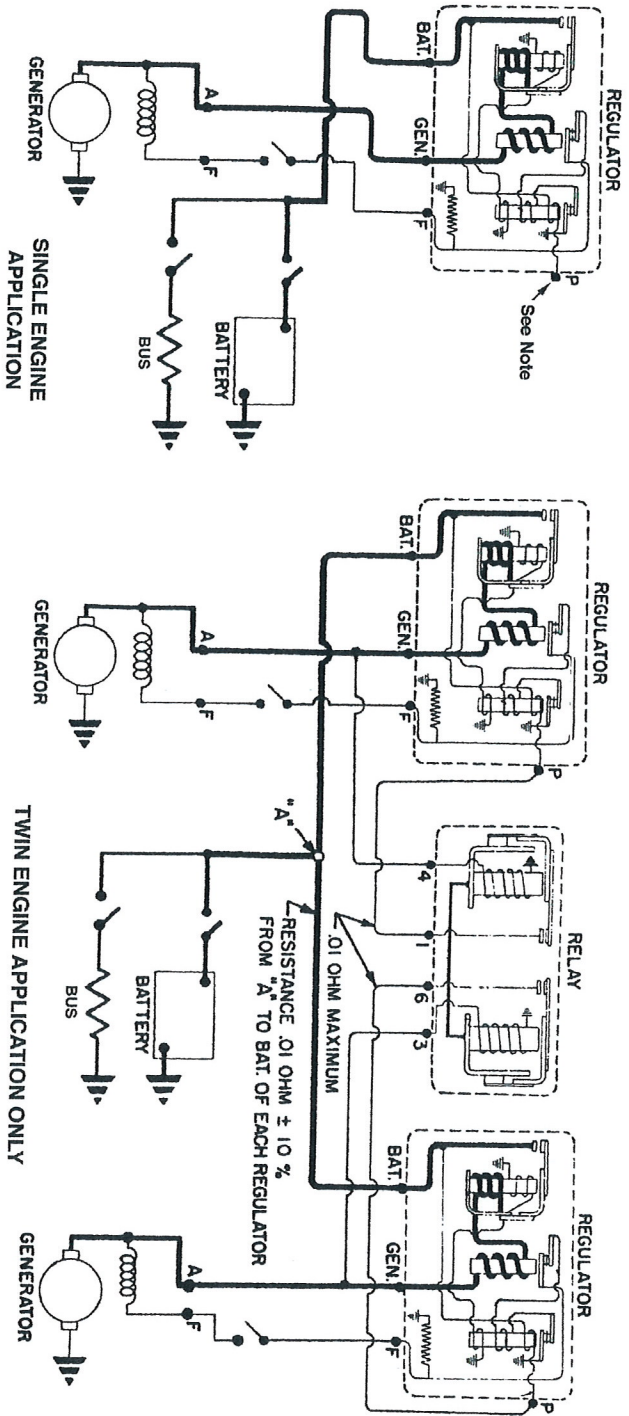 REGULATOR
BAT.
GEN.
F
P
See Note
A
F
GENERATOR
BATTERY
BUS
SINGLE ENGINE
APPLICATION
REGULATOR
BAT.
GEN.
F
P
A
F
GENERATOR
RELAY
4
1
6
3
.01 OHM MAXIMUM
"A"
RESISTANCE .01 OHM ± 10 %
FROM "A" TO BAT. OF EACH REGULATOR
BATTERY
BUS
REGULATOR
BAT.
GEN.
F
P
A
F
GENERATOR
TWIN ENGINE APPLICATION ONLY